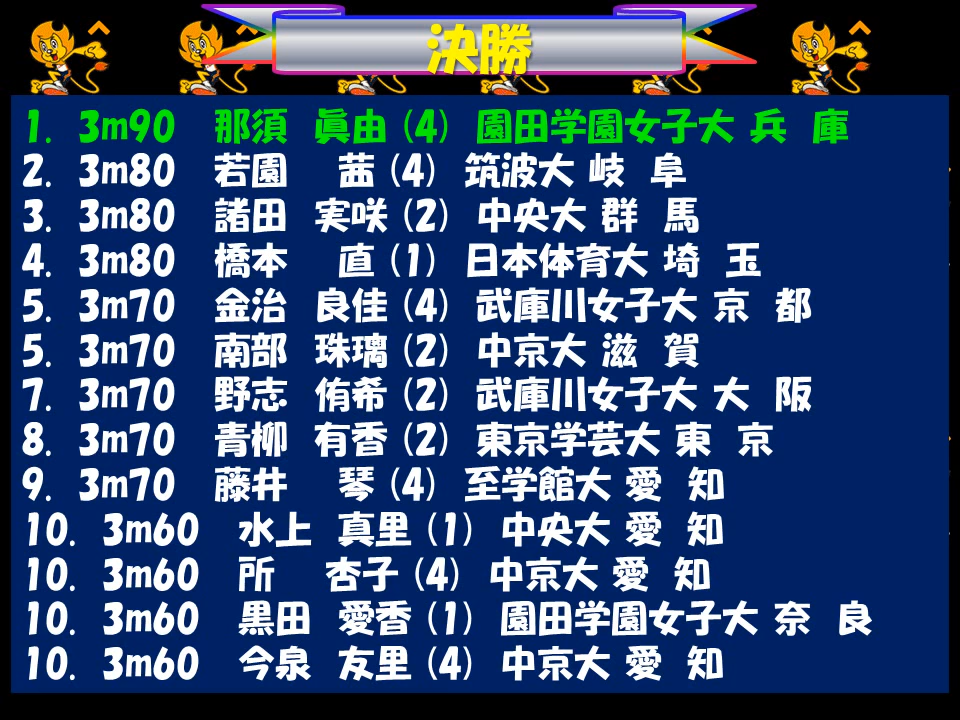 決勝
1. 3m90 那須 眞由 (4) 園田学園女子大 兵 庫
2. 3m80 若園 茜 (4) 筑波大 岐 阜
3. 3m80 諸田 実咲 (2) 中央大 群 馬
4. 3m80 橋本 直 (1) 日本体育大 埼 玉
5. 3m70 金治 良佳 (4) 武庫川女子大 京 都
5. 3m70 南部 珠璃 (2) 中京大 滋 賀
7. 3m70 野志 侑希 (2) 武庫川女子大 大 阪
8. 3m70 青柳 有香 (2) 東京学芸大 東 京
9. 3m70 藤井 琴 (4) 至学館大 愛 知
10. 3m60 水上 真里 (1) 中央大 愛 知
10. 3m60 所 杏子 (4) 中京大 愛 知
10. 3m60 黒田 愛香 (1) 園田学園女子大 奈 良
10. 3m60 今泉 友里 (4) 中京大 愛 知